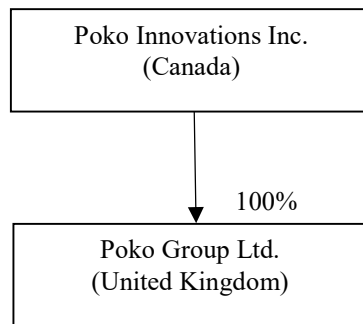 Poko Innovations Inc.
(Canada)
100%
Poko Group Ltd.
(United Kingdom)